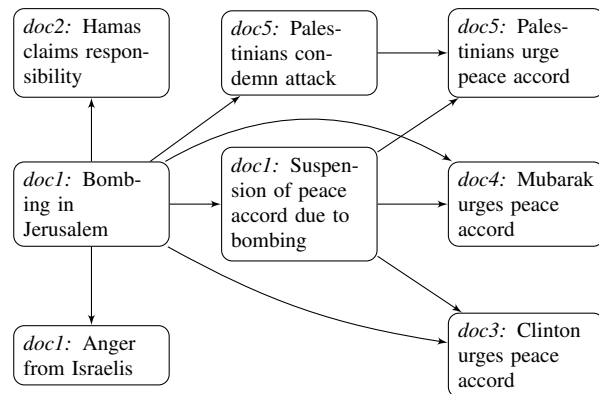 doc2: Hamas
claims respon-
sibility
doc5: Palestinians con-
demn attack
doc5: Pales-
tinians urge
peace accord
doc1: Bomb-
ing in
Jerusalem
doc1: Suspen-
sion of peace
accord due to
bombing
doc4: Mubarak
urges peace
accord
doc1: Anger
from Israelis
doc3: Clinton
urges peace
accord